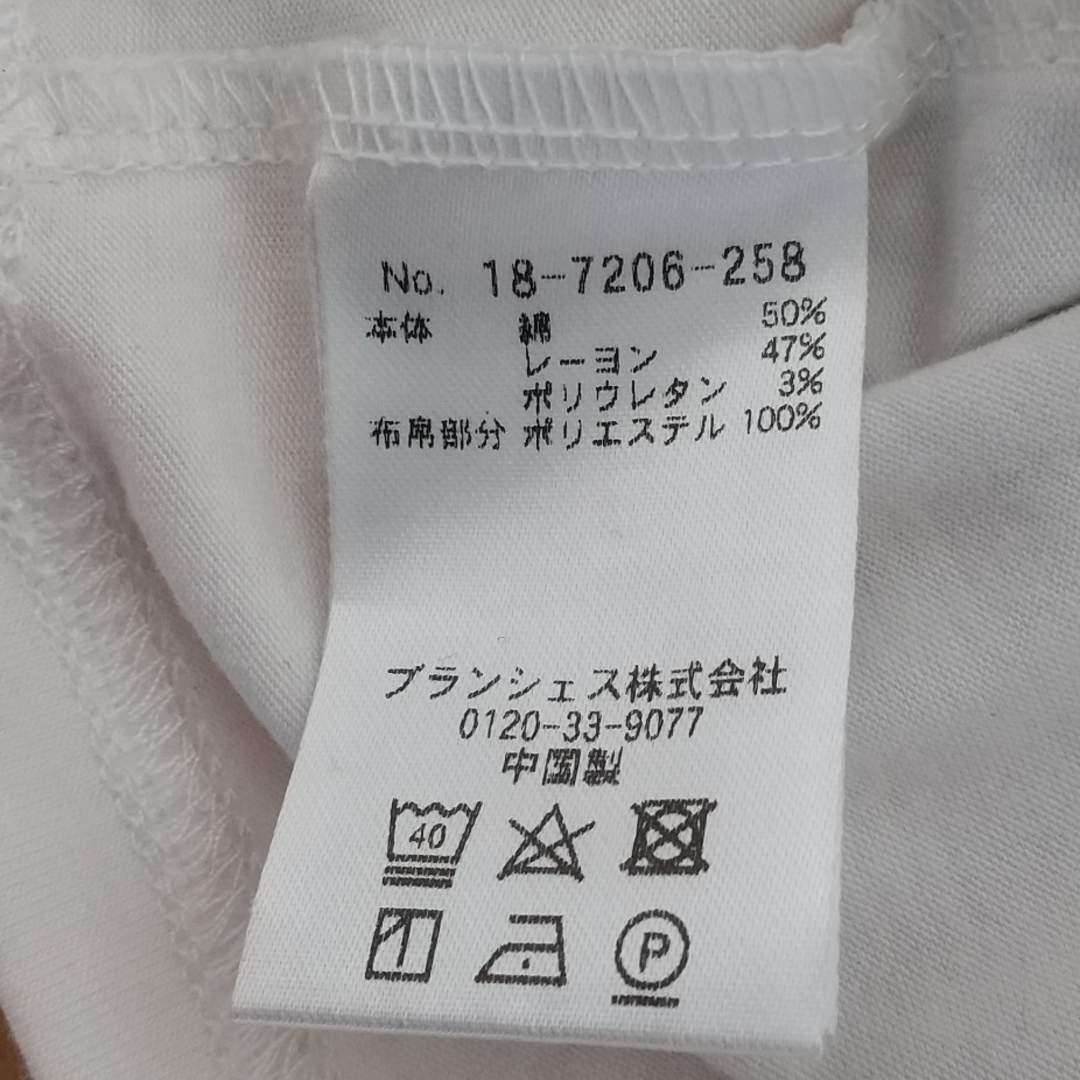 No. 18-7206-258
本体 綿 50%
レーヨン 47%
ポリウレタン 3%
布帛部分 ポリエステル 100%
ブランシェス株式会社
0120-33-9077
中国製
40
P